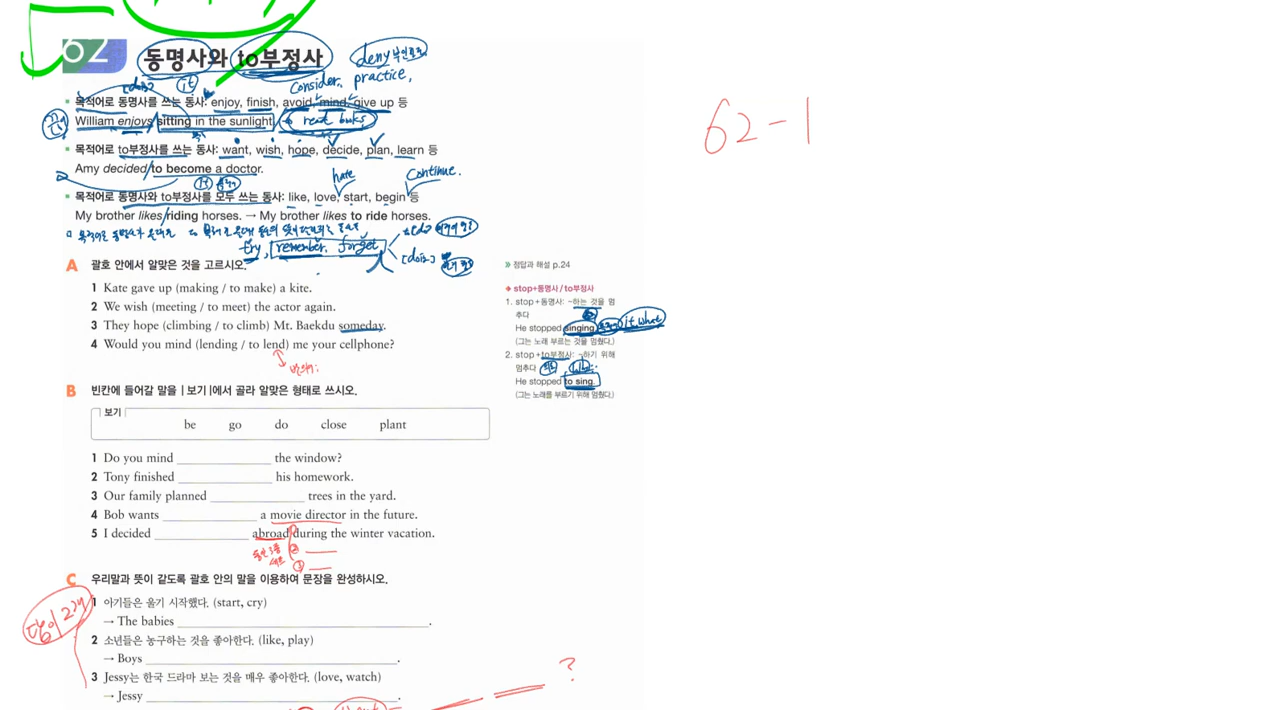 62 동명사와 to부정사
deny
Consider, practice,
it
목적어로 동명사를 쓰는 동사: enjoy, finish, avoid, mind, give up 등
William enjoys sitting in the sunlight.
목적어로 to부정사를 쓰는 동사: want, wish, hope, decide, plan, learn 등
Amy decided to become a doctor.
it
hate
Continue.
목적어로 동명사와 to부정사를 모두 쓰는 동사: like, love, start, begin 등
My brother likes riding horses. → My brother likes to ride horses.
try, remember. forget
A 괄호 안에서 알맞은 것을 고르시오.
1 Kate gave up (making / to make) a kite.
2 We wish (meeting / to meet) the actor again.
3 They hope (climbing / to climb) Mt. Baekdu someday.
4 Would you mind (lending / to lend) me your cellphone?
» 정답과 해설 p.24
stop+동명사/to부정사
1. stop+동명사: ~하는 것을 멈
추다
He stopped singing
it. what
(그는 노래 부르는 것을 멈췄다.)
2. stop+to부정사: ~하기 위해
멈추다
He stopped to sing.
(그는 노래를 부르기 위해 멈췄다.)
B 빈칸에 들어갈 말을 |보기|에서 골라 알맞은 형태로 쓰시오.
보기
be go do close plant
1 Do you mind ______ the window?
2 Tony finished ______ his homework.
3 Our family planned ______ trees in the yard.
4 Bob wants ______ a movie director in the future.
5 I decided ______ abroad during the winter vacation.
②
③
C 우리말과 뜻이 같도록 괄호 안의 말을 이용하여 문장을 완성하시오.
답이 2개
1 아기들은 울기 시작했다. (start, cry)
→ The babies ______.
2 소년들은 농구하는 것을 좋아한다. (like, play)
→ Boys ______.
3 Jessy는 한국 드라마 보는 것을 매우 좋아한다. (love, watch)
→ Jessy ______.
?
62-1